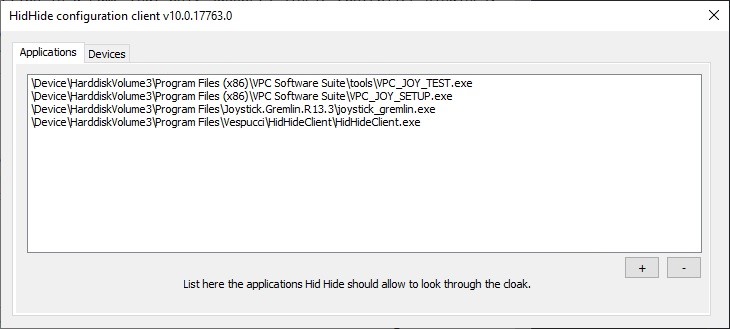 HidHide configuration client v10.0.17763.0
Applications
Devices
\Device\HarddiskVolume3\Program Files (x86)\VPC Software Suite\tools\VPC_JOY_TEST.exe
\Device\HarddiskVolume3\Program Files (x86)\VPC Software Suite\VPC_JOY_SETUP.exe
\Device\HarddiskVolume3\Program Files\Joystick.Gremlin.R13.3\joystick_gremlin.exe
\Device\HarddiskVolume3\Program Files\Vespucci\HidHideClient\HidHideClient.exe
+
-
List here the applications Hid Hide should allow to look through the cloak.